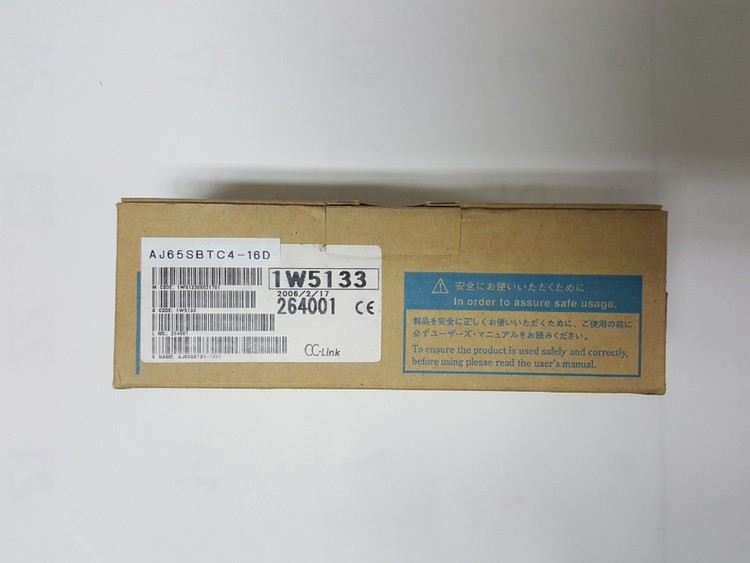 AJ65SBTC4-16D
1W5133
2006/2/17
264001 CE
G CODE: 1W5133
L NO.: 264001
CC-Link
安全にお使いいただくために
In order to assure safe usage.
製品を安全に正しくお使いいただくために、ご使用の前に
必ずユーザーズ・マニュアルをお読みください。
To ensure the product is used safely and correctly,
before using please read the user's manual.